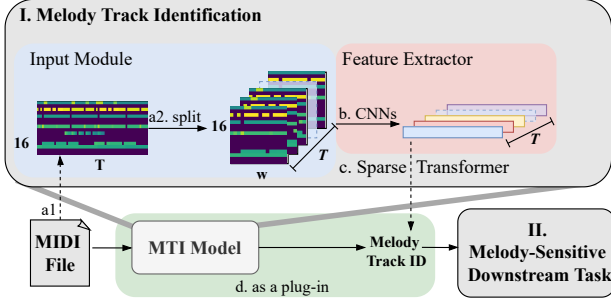 I. Melody Track Identification
Input Module
Feature Extractor
a2. split
b. CNNs
16
16
T
w
T
T
c. Sparse Transformer
a1
MIDI
File
MTI Model
Melody
Track ID
d. as a plug-in
II.
Melody-Sensitive
Downstream Task